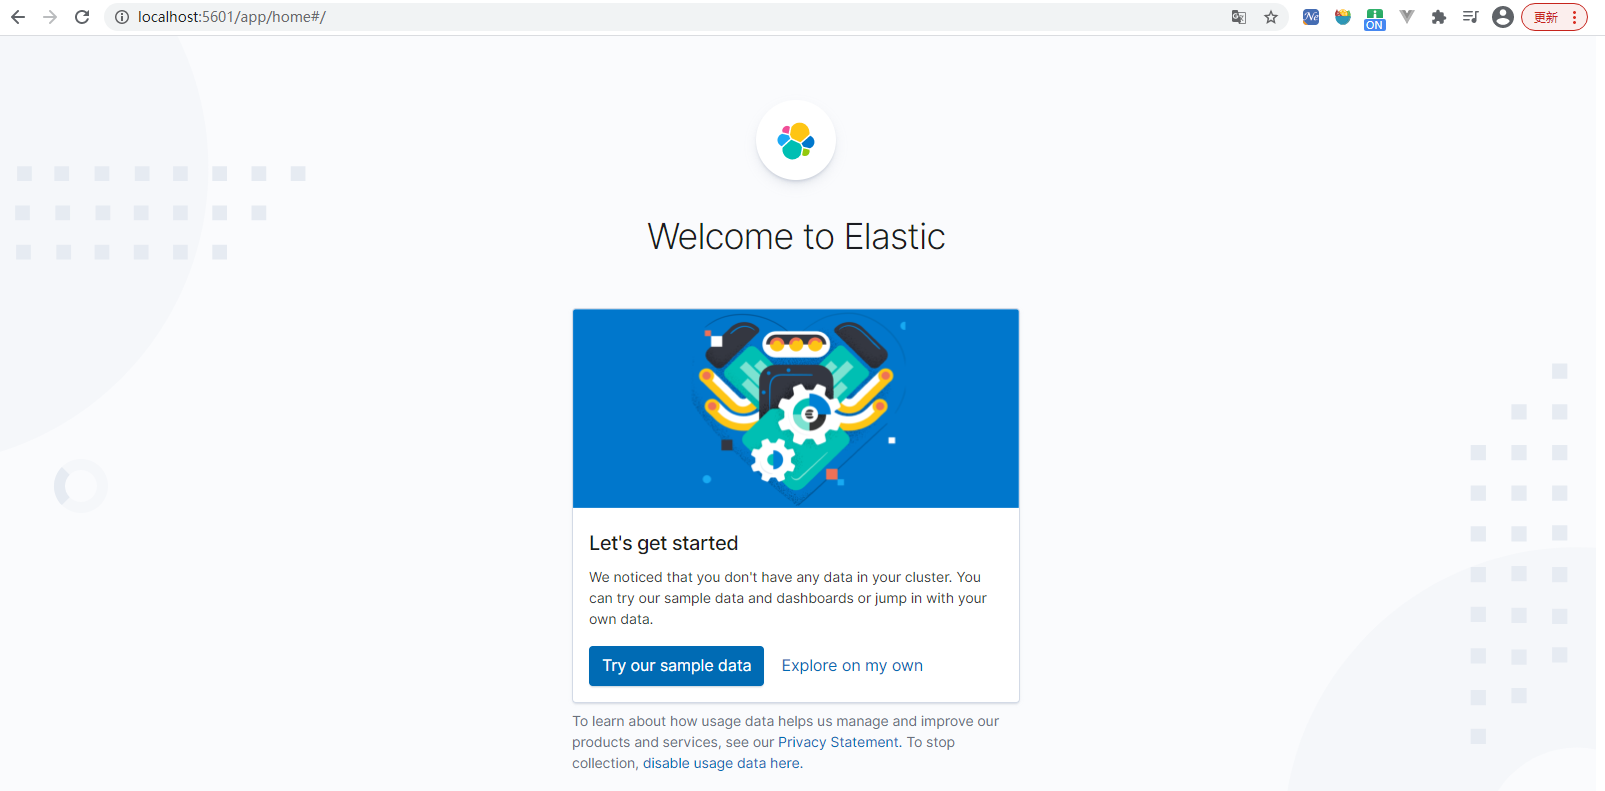 localhost:5601/app/home#/
ON
更新
Welcome to Elastic
Let's get started
We noticed that you don't have any data in your cluster. You
can try our sample data and dashboards or jump in with your
own data.
Try our sample data
Explore on my own
To learn about how usage data helps us manage and improve our
products and services, see our Privacy Statement. To stop
collection, disable usage data here.